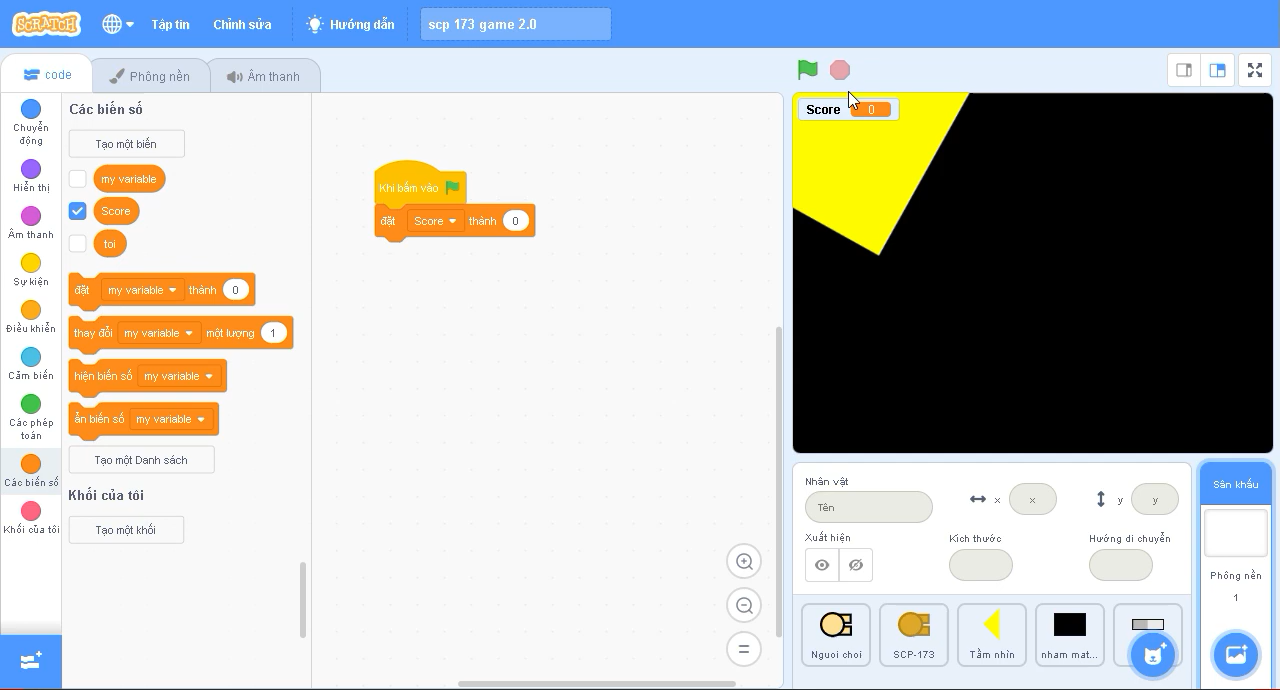 SCRATCH
Tập tin
Chỉnh sửa
Hướng dẫn
scp 173 game 2.0
code
Phông nền
Âm thanh
Chuyển
động
Hiển thị
Âm thanh
Sự kiện
Điều khiển
Cảm biến
Các phép
toán
Các biến số
Khối của tôi
Các biến số
Tạo một biến
my variable
Score
toi
đặt my variable thành 0
thay đổi my variable một lượng 1
hiện biến số my variable
ẩn biến số my variable
Tạo một Danh sách
Khối của tôi
Tạo một khối
Khi bấm vào
đặt Score thành 0
Score 0
Nhân vật
Tên
x x
y y
Xuất hiện
Kích thước
Hướng di chuyển
Nguoi choi
SCP-173
Tầm nhìn
nham mat...
Sân khấu
Phông nền
1